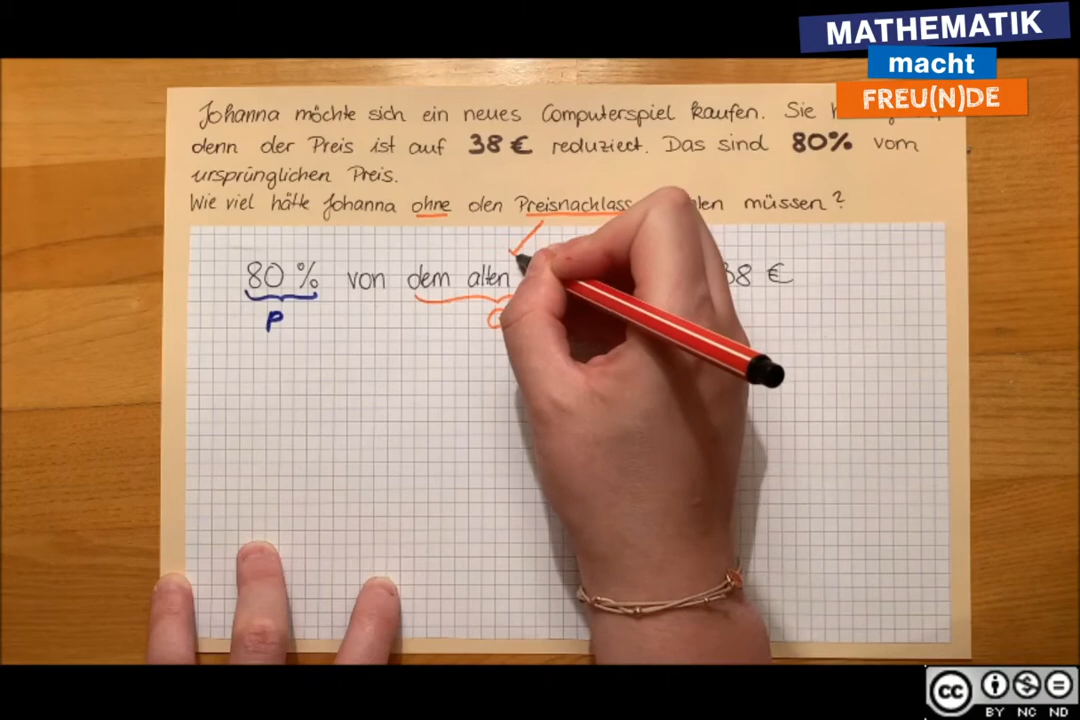 MATHEMATIK
macht
FREU(N)DE
Johanna möchte sich ein neues Computerspiel kaufen. Sie
denn der Preis ist auf 38 € reduziert. Das sind 80% vom
ursprünglichen Preis.
Wie viel hätte Johanna ohne den Preisnachlass müssen?
80 % von dem alten 38 €
P
CC BY NC ND